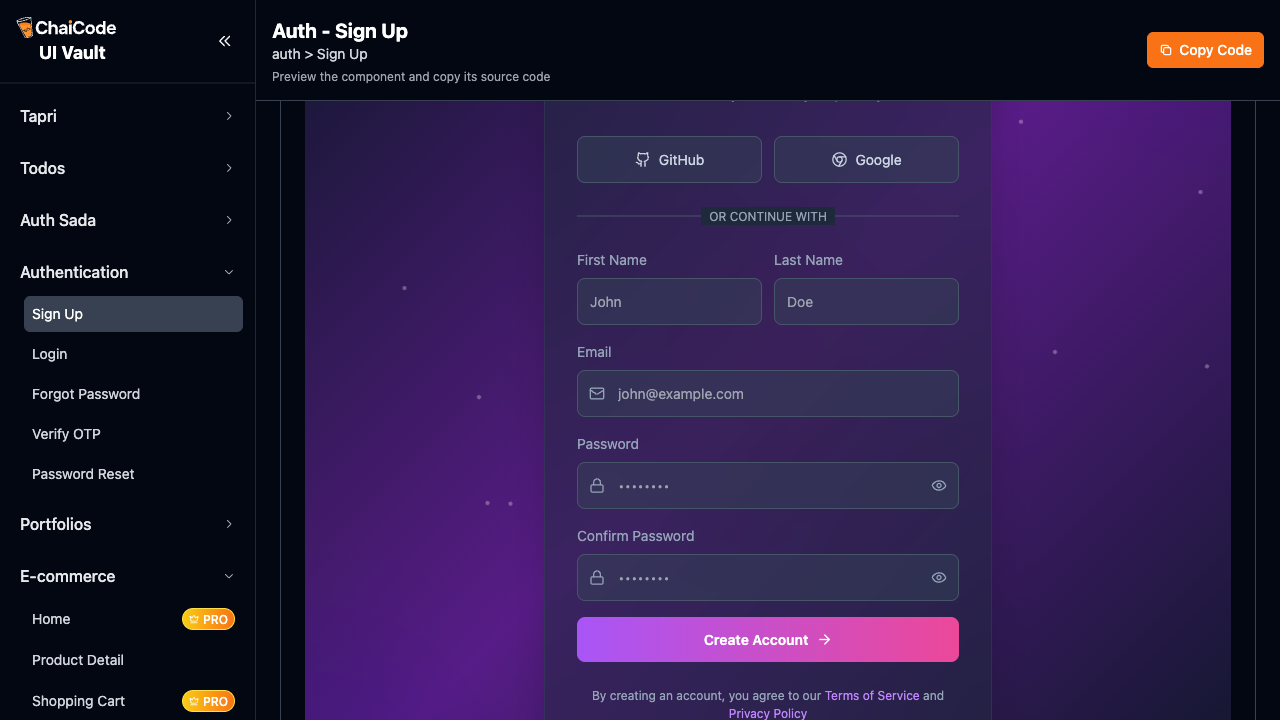 ChaiCode
UI Vault
Tapri
Todos
Auth Sada
Authentication
Sign Up
Login
Forgot Password
Verify OTP
Password Reset
Portfolios
E-commerce
Home
PRO
Product Detail
Shopping Cart
PRO
Auth - Sign Up
auth > Sign Up
Preview the component and copy its source code
Copy Code
GitHub
Google
OR CONTINUE WITH
First Name
Last Name
John
Doe
Email
john@example.com
Password
••••••••
Confirm Password
••••••••
Create Account
By creating an account, you agree to our Terms of Service and
Privacy Policy